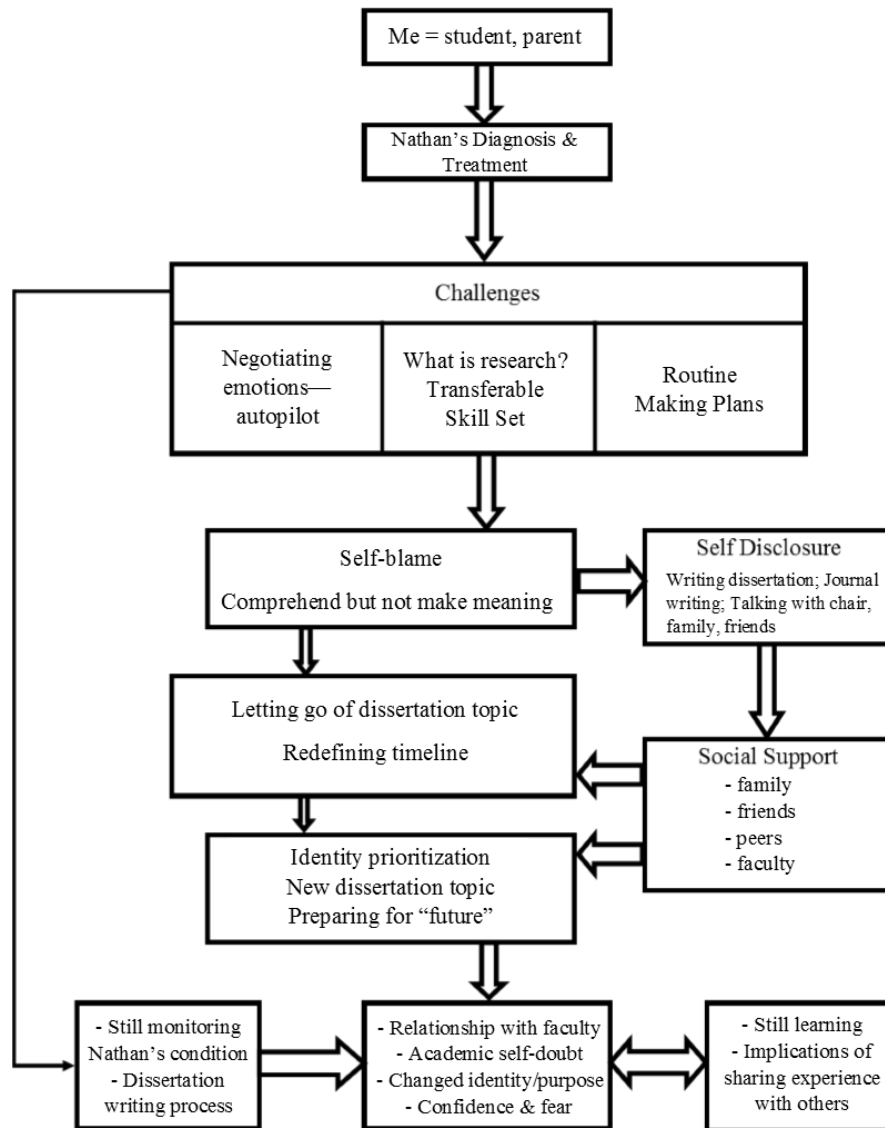 Me = student, parent
Nathan’s Diagnosis &
Treatment
Challenges
Negotiating
emotions—
autopilot
What is research?
Transferable
Skill Set
Routine
Making Plans
Self-blame
Comprehend but not make meaning
Self Disclosure
Writing dissertation; Journal
writing; Talking with chair,
family, friends
Letting go of dissertation topic
Redefining timeline
Social Support
- family
- friends
- peers
- faculty
Identity prioritization
New dissertation topic
Preparing for “future”
- Still monitoring
Nathan’s condition
- Dissertation
writing process
- Relationship with faculty
- Academic self-doubt
- Changed identity/purpose
- Confidence & fear
- Still learning
- Implications of
sharing experience
with others